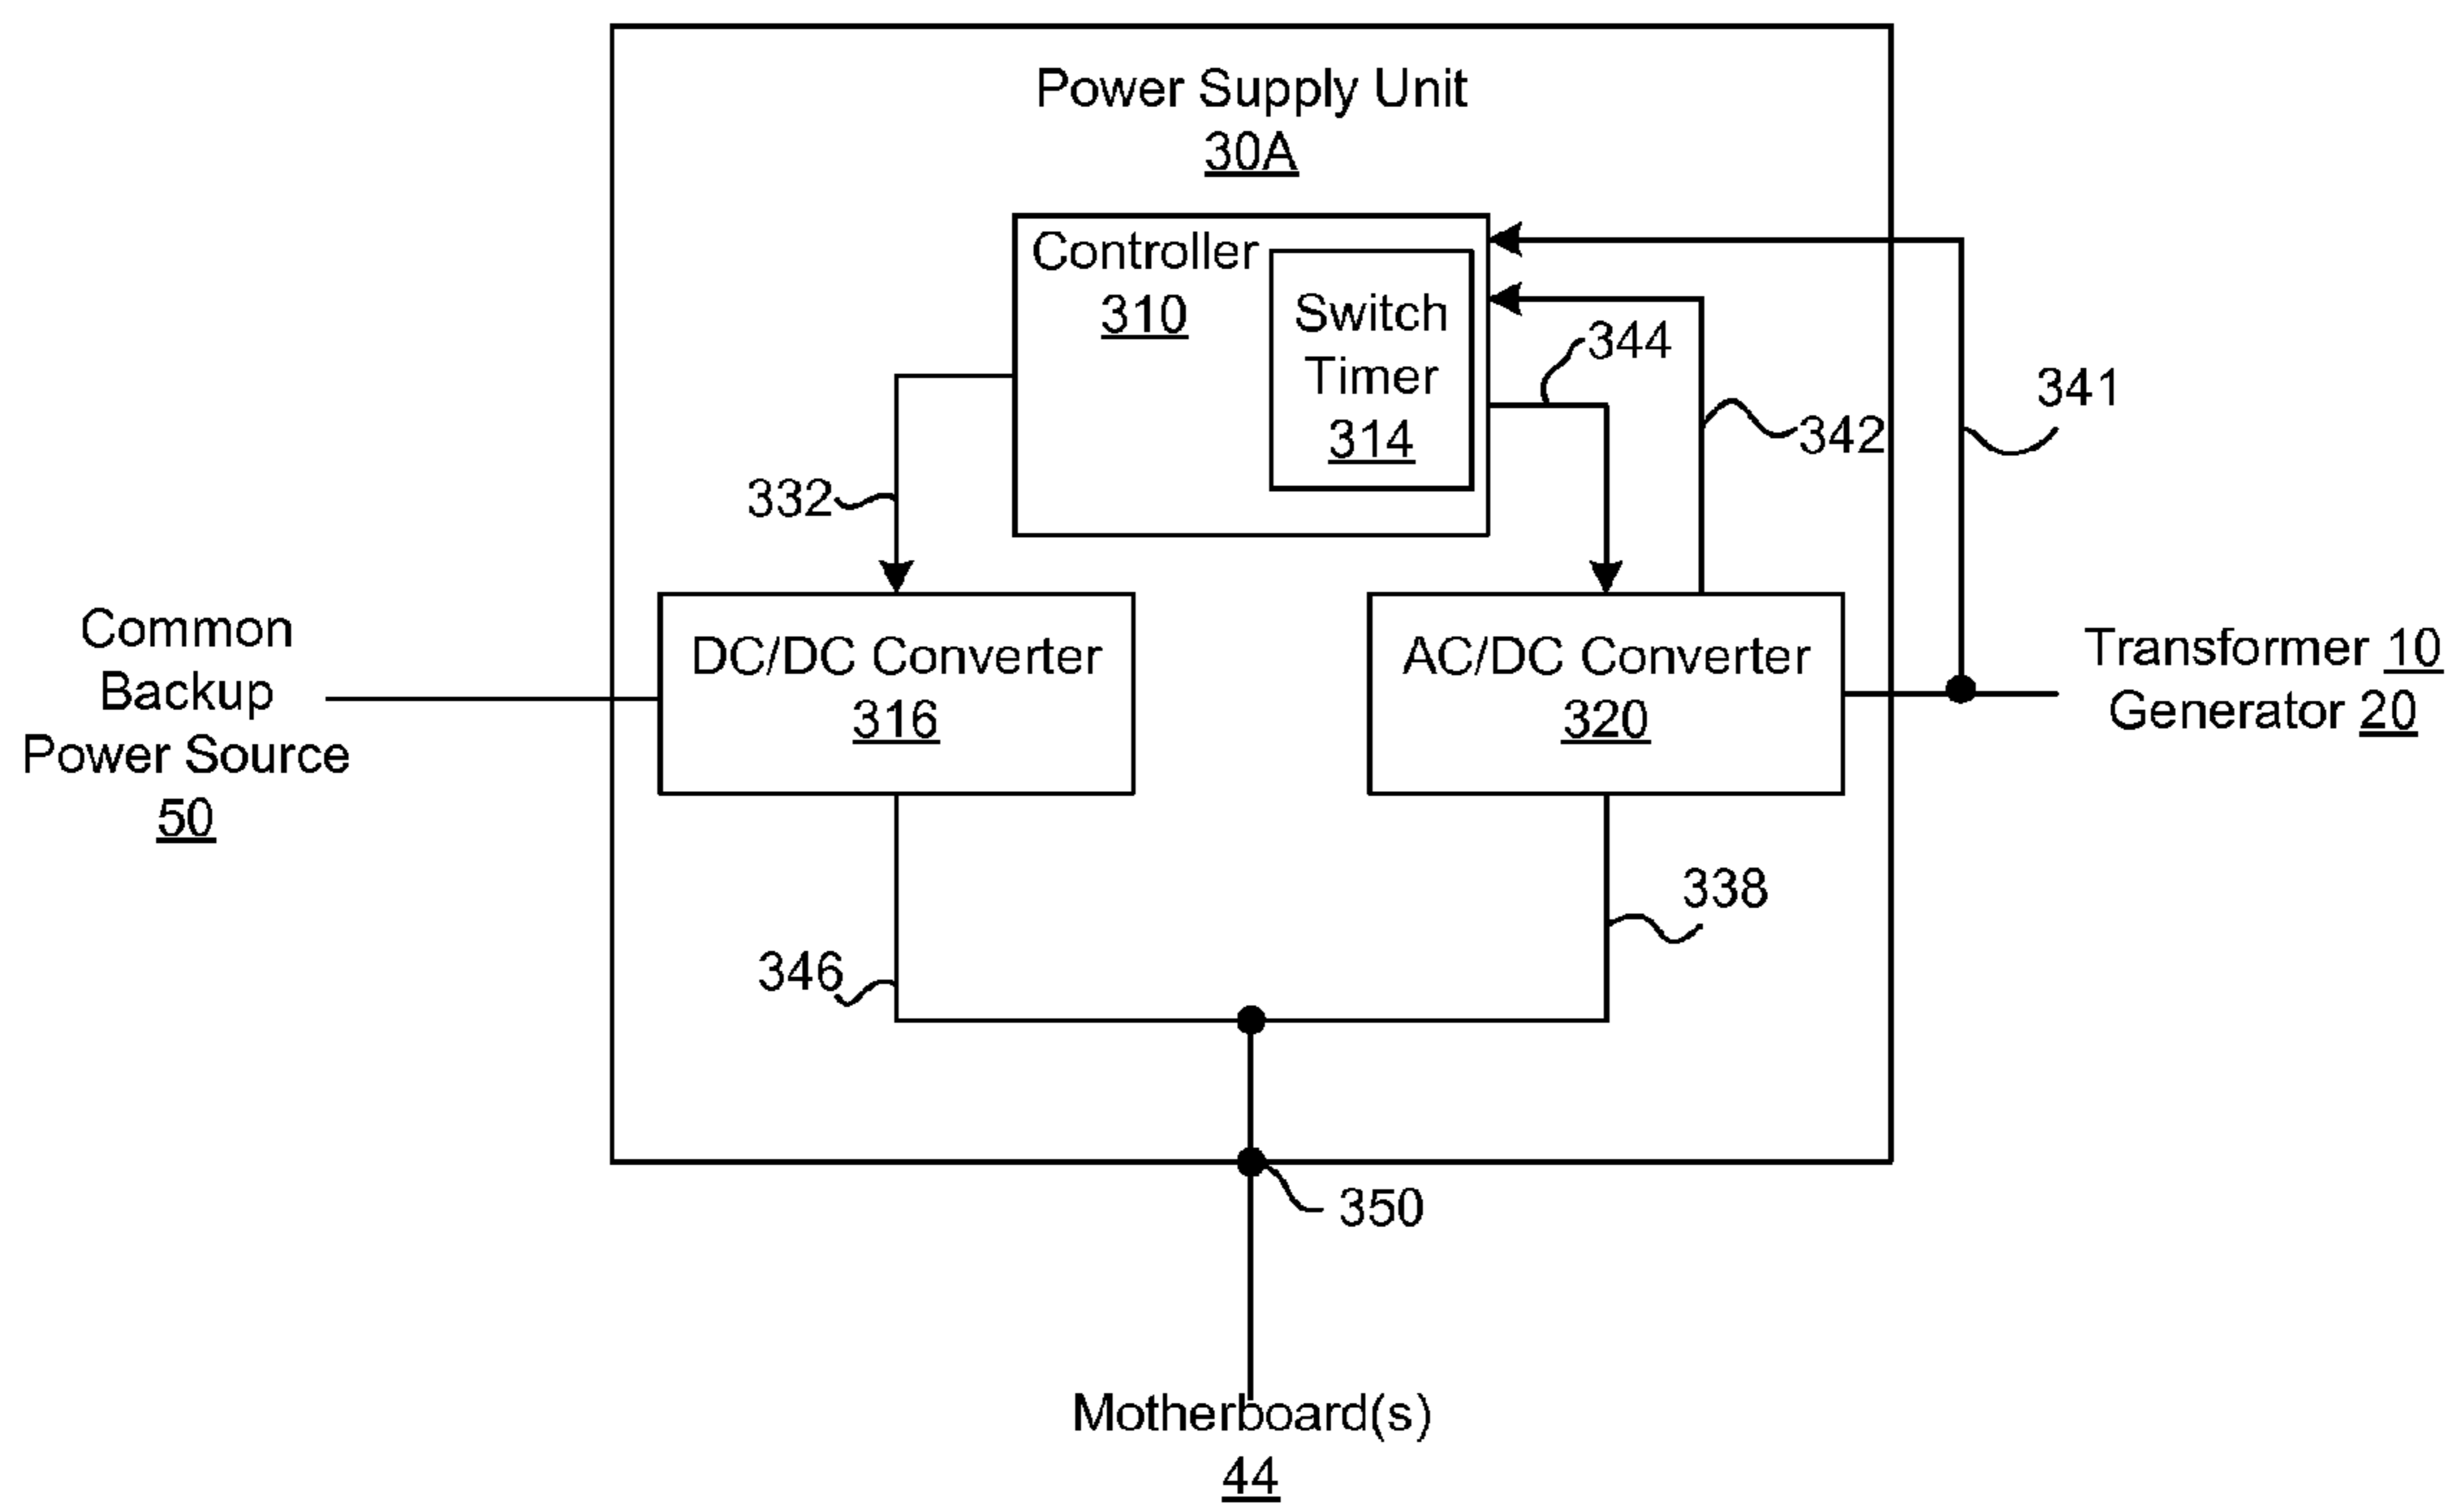 Power Supply Unit
30A
Controller
310
Switch
Timer
314
344
341
342
332
Common
Backup
Power Source
50
DC/DC Converter
316
AC/DC Converter
320
Transformer 10
Generator 20
338
346
350
Motherboard(s)
44